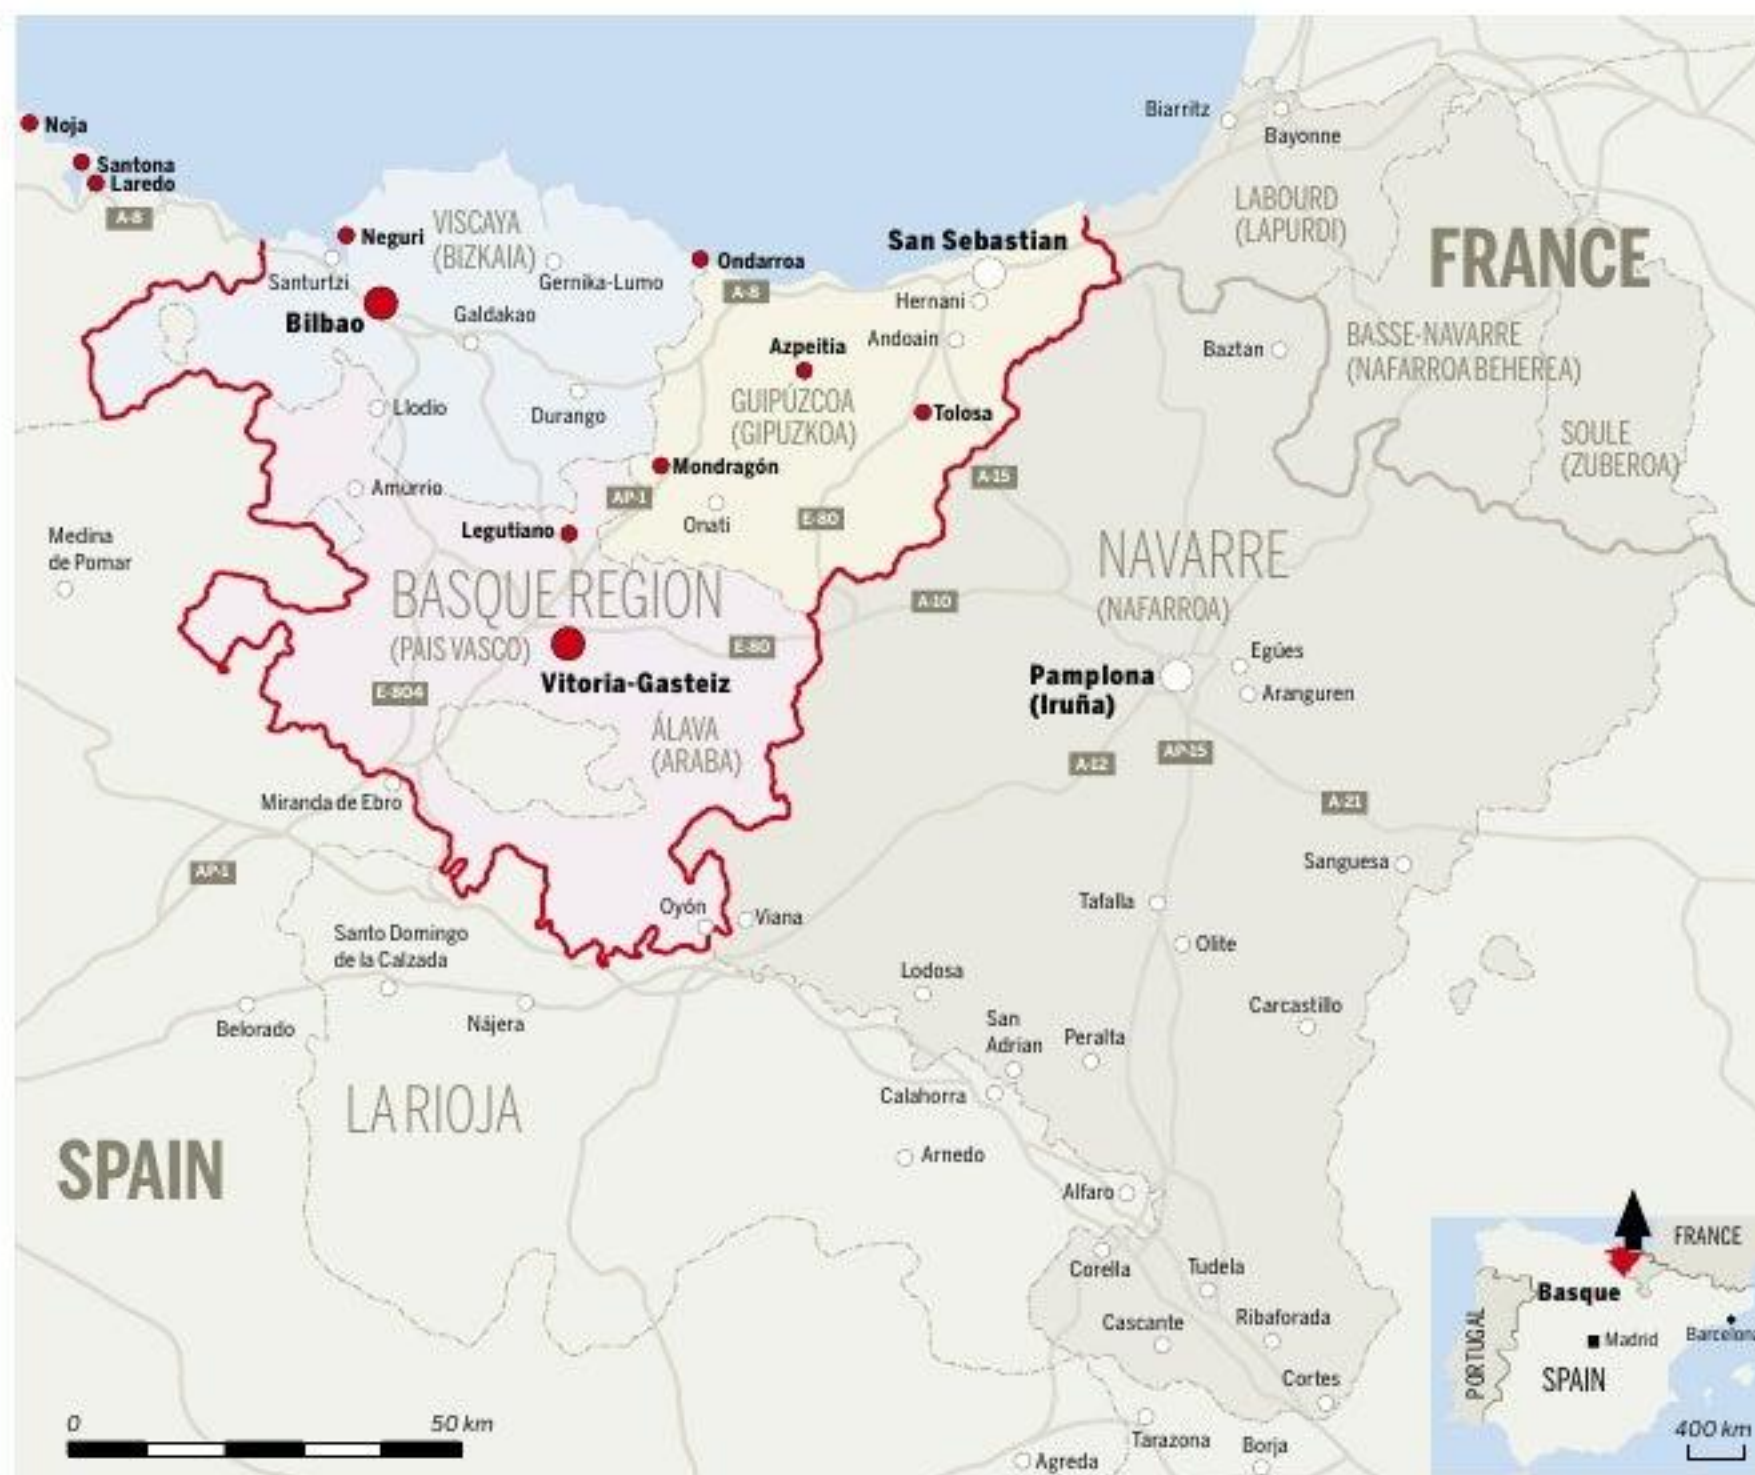 Noja
Santona
Laredo
A-8
Biarritz
Bayonne
LABOURD
(LAPURDI)
FRANCE
VISCAYA
(BIZKAIA)
Neguri
Santurtzi
Bilbao
Gernika-Lumo
Galdakao
Ondarroa
A-8
San Sebastian
Hernani
Andoain
Azpeitia
GUIPÚZCOA
(GIPUZKOA)
Tolosa
Baztan
BASSE-NAVARRE
(NAFARROA BEHEREA)
SOULE
(ZUBEROA)
Llodio
Durango
Mondragón
AP-1
Onati
E-80
A-15
Amurrio
Legutiano
Medina
de Pomar
BASQUE REGION
(PAIS VASCO)
Vitoria-Gasteiz
E-80
E-804
ÁLAVA
(ARABA)
A-10
NAVARRE
(NAFARROA)
Pamplona
(Iruña)
Egúes
Aranguren
A-12
AP-15
A-21
Miranda de Ebro
AP-1
Sanguesa
Oyón
Viana
Tafalla
Olite
Santo Domingo
de la Calzada
Belorado
Nájera
Lodosa
San
Adrian
Peralta
Carcastillo
Calahorra
LA RIOJA
SPAIN
Arnedo
Alfaro
Corella
Tudela
Cascante
Ribaforada
Cortes
Tarazona
Borja
Agreda
0
50 km
FRANCE
Basque
PORTUGAL
Madrid
Barcelona
SPAIN
400 km